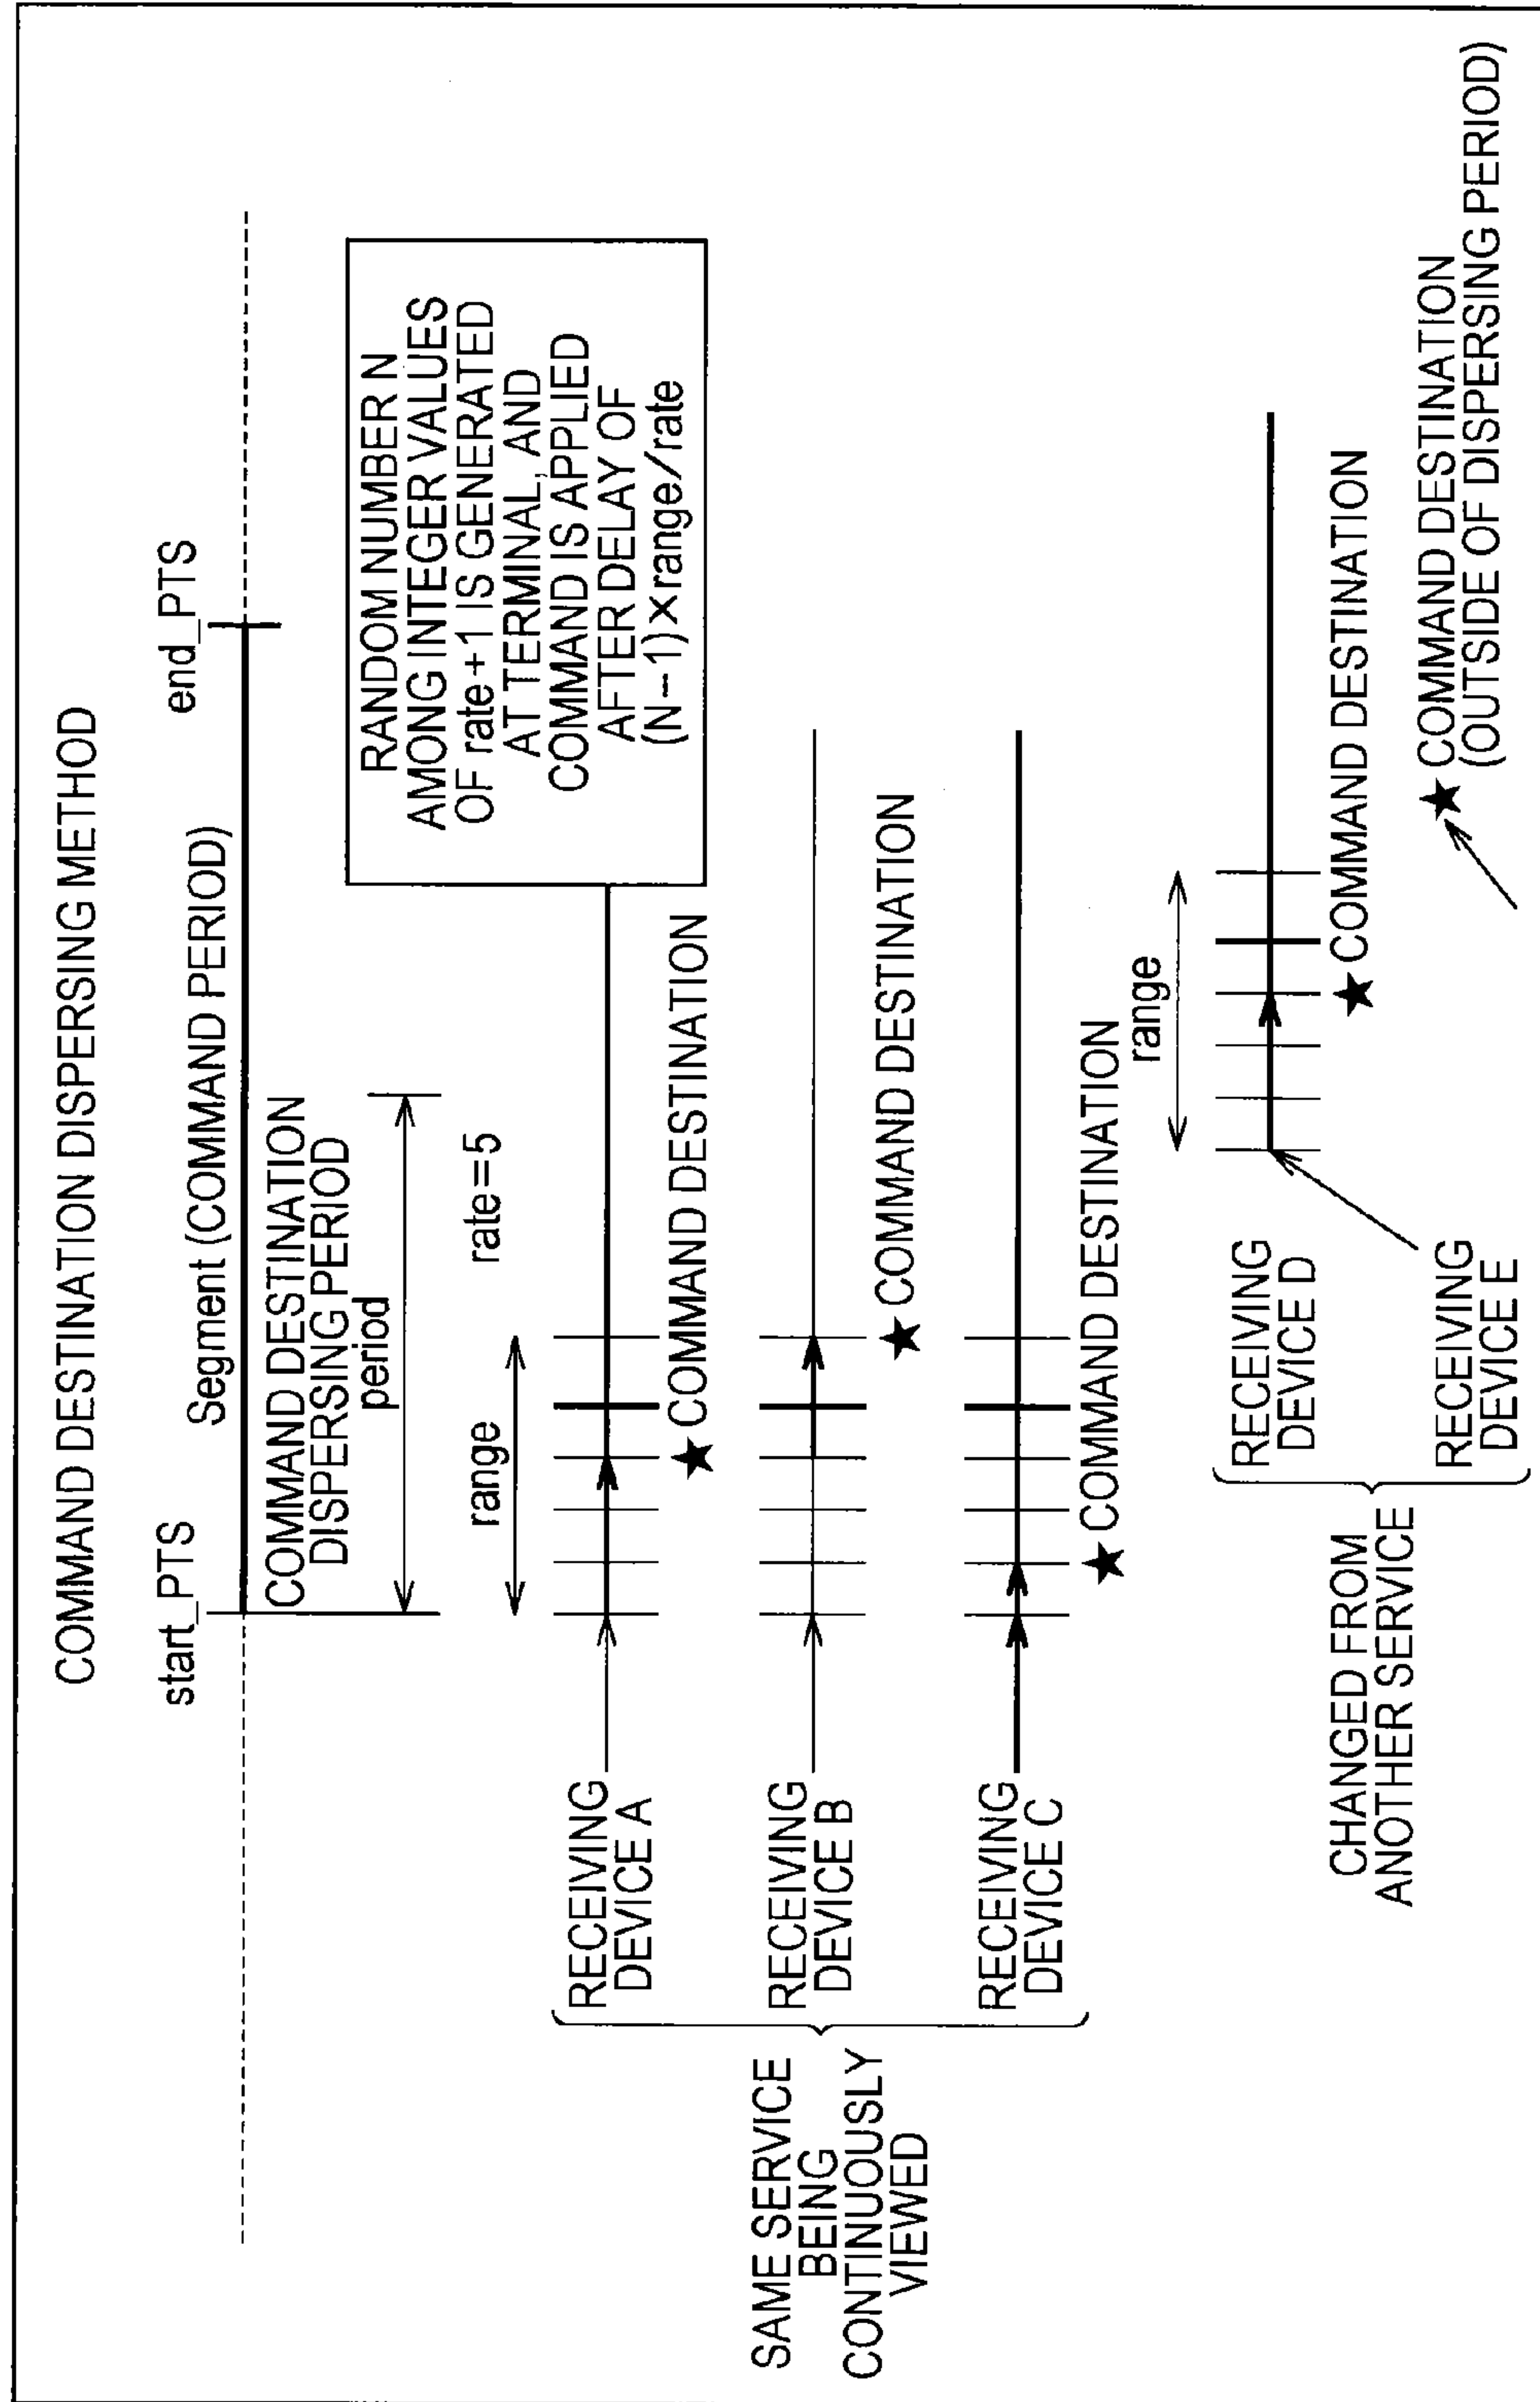 COMMAND DESTINATION DISPERSING METHOD
start_PTS
end_PTS
Segment (COMMAND PERIOD)
COMMAND DESTINATION
DISPERSING PERIOD
period
rate=5
range
RANDOM NUMBER N
AMONG INTEGER VALUES
OF rate+1 IS GENERATED
AT TERMINAL, AND
COMMAND IS APPLIED
AFTER DELAY OF
(N-1)×range/rate
SAME SERVICE
BEING
CONTINUOUSLY
VIEWED
RECEIVING
DEVICE A
★ COMMAND DESTINATION
RECEIVING
DEVICE B
★ COMMAND DESTINATION
RECEIVING
DEVICE C
★ COMMAND DESTINATION
range
CHANGED FROM
ANOTHER SERVICE
RECEIVING
DEVICE D
★ COMMAND DESTINATION
RECEIVING
DEVICE E
★ COMMAND DESTINATION
(OUTSIDE OF DISPERSING PERIOD)